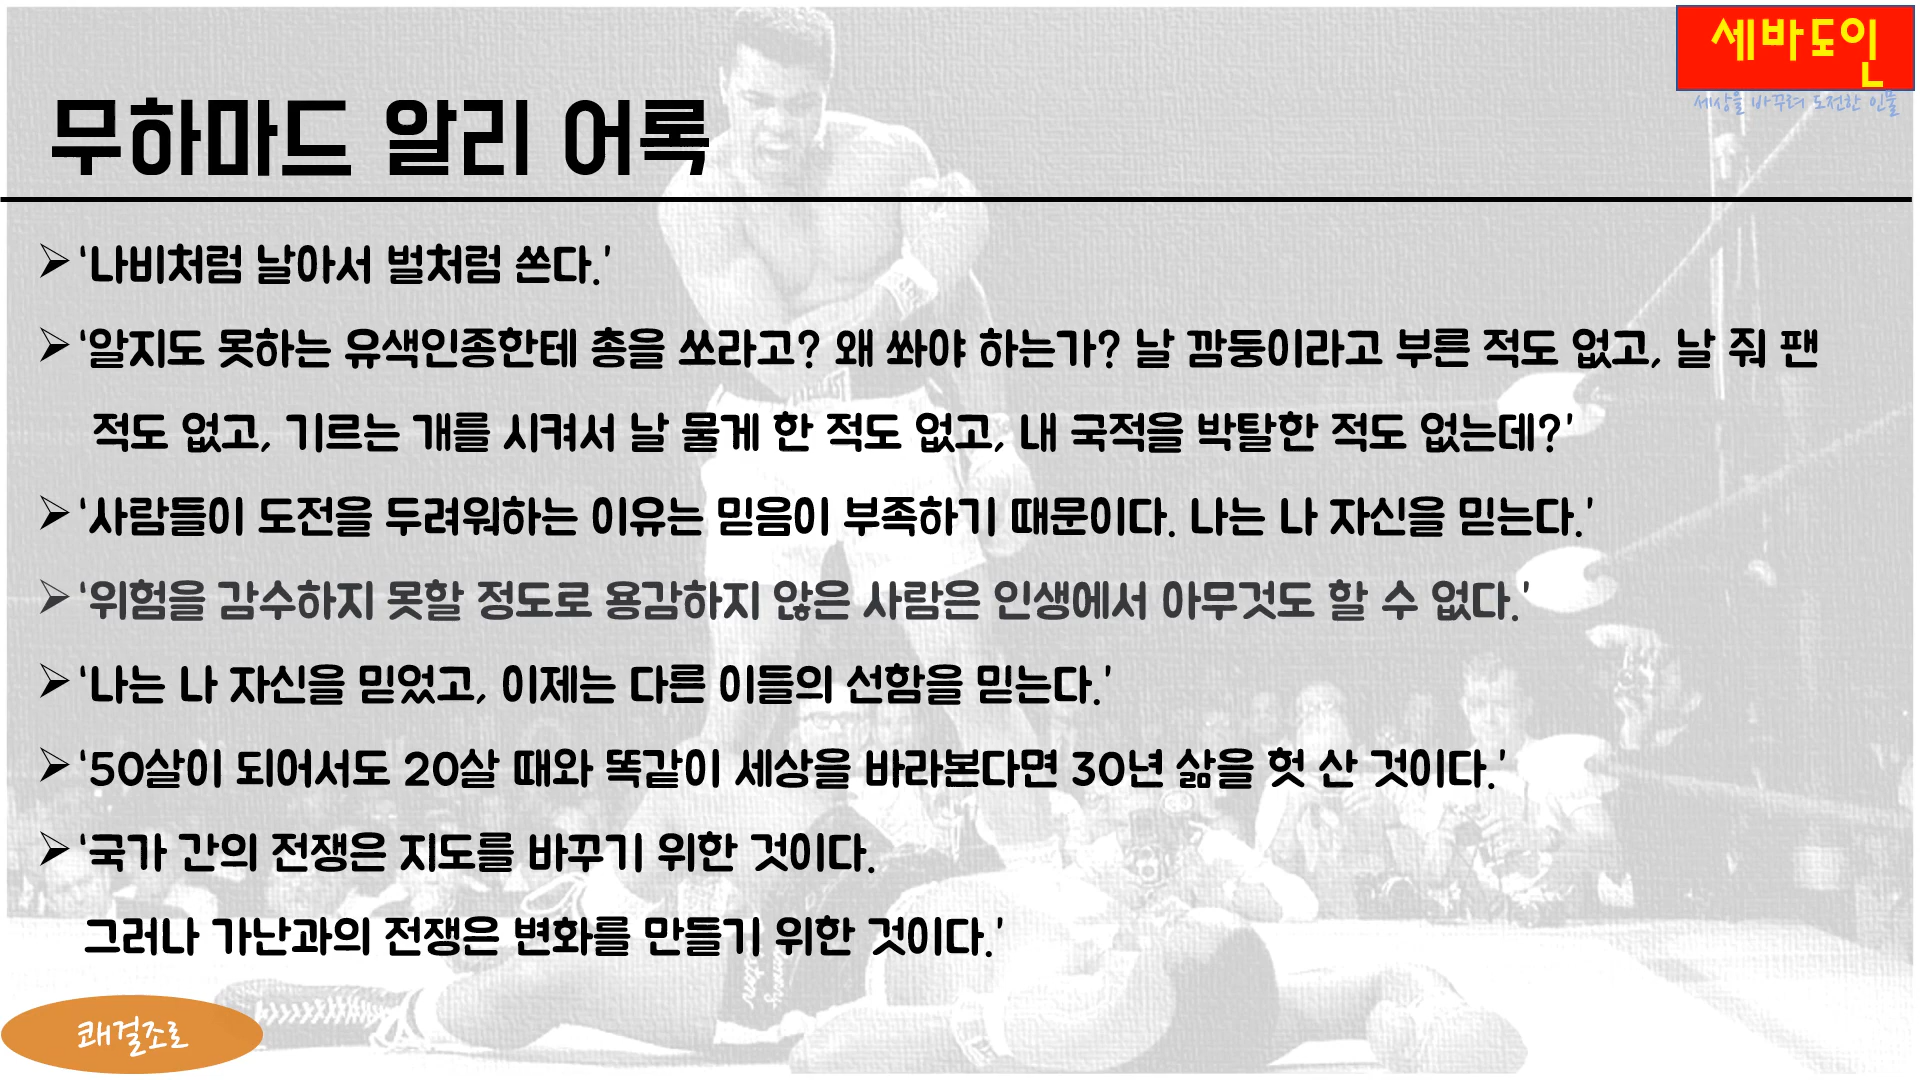 세바도인
세상을 바꾸려 도전한 인물
무하마드 알리 어록
➢ ‘나비처럼 날아서 벌처럼 쏜다.’
➢ ‘알지도 못하는 유색인종한테 총을 쏘라고? 왜 쏴야 하는가? 날 깜둥이라고 부른 적도 없고, 날 줘 팬
적도 없고, 기르는 개를 시켜서 날 물게 한 적도 없고, 내 국적을 박탈한 적도 없는데?’
➢ ‘사람들이 도전을 두려워하는 이유는 믿음이 부족하기 때문이다. 나는 나 자신을 믿는다.’
➢ ‘위험을 감수하지 못할 정도로 용감하지 않은 사람은 인생에서 아무것도 할 수 없다.’
➢ ‘나는 나 자신을 믿었고, 이제는 다른 이들의 선함을 믿는다.’
➢ ‘50살이 되어서도 20살 때와 똑같이 세상을 바라본다면 30년 삶을 헛 산 것이다.’
➢ ‘국가 간의 전쟁은 지도를 바꾸기 위한 것이다.
그러나 가난과의 전쟁은 변화를 만들기 위한 것이다.’
쾌걸조로